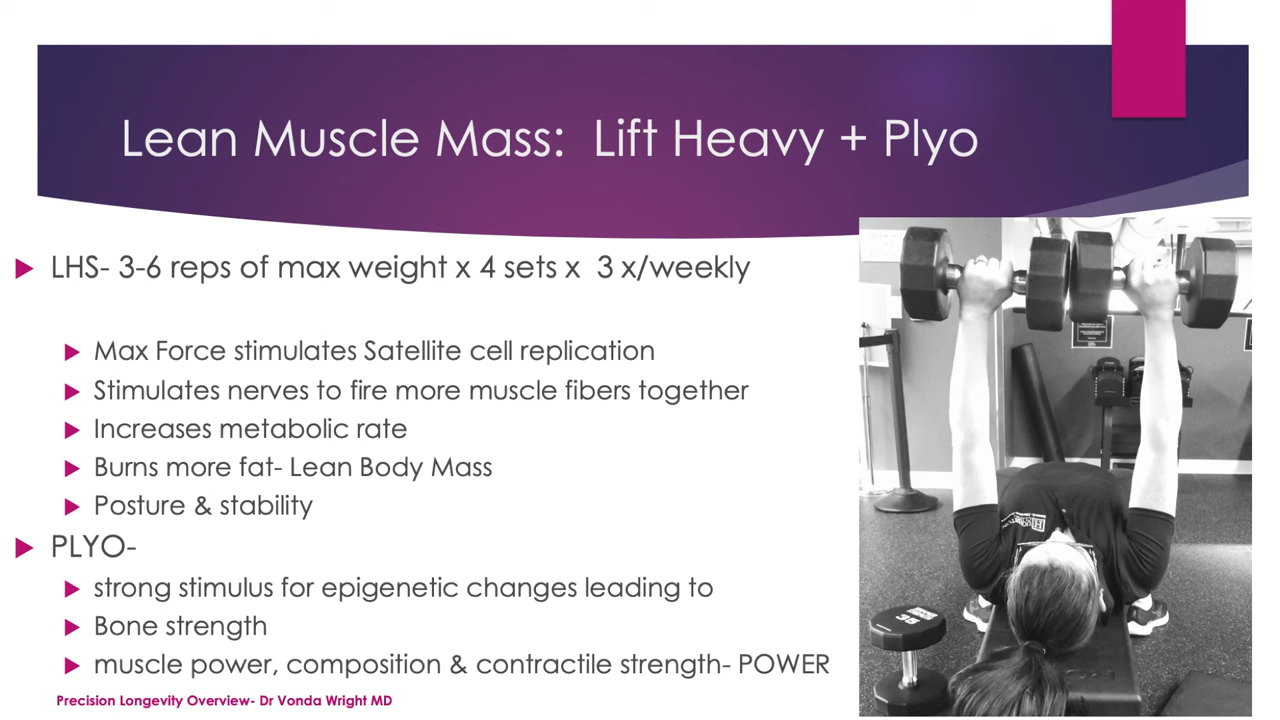 Lean Muscle Mass: Lift Heavy + Plyo
LHS- 3-6 reps of max weight x 4 sets x 3 x/weekly
Max Force stimulates Satellite cell replication
Stimulates nerves to fire more muscle fibers together
Increases metabolic rate
Burns more fat- Lean Body Mass
Posture & stability
PLYO-
strong stimulus for epigenetic changes leading to
Bone strength
muscle power, composition & contractile strength- POWER
Precision Longevity Overview- Dr Vonda Wright MD
35